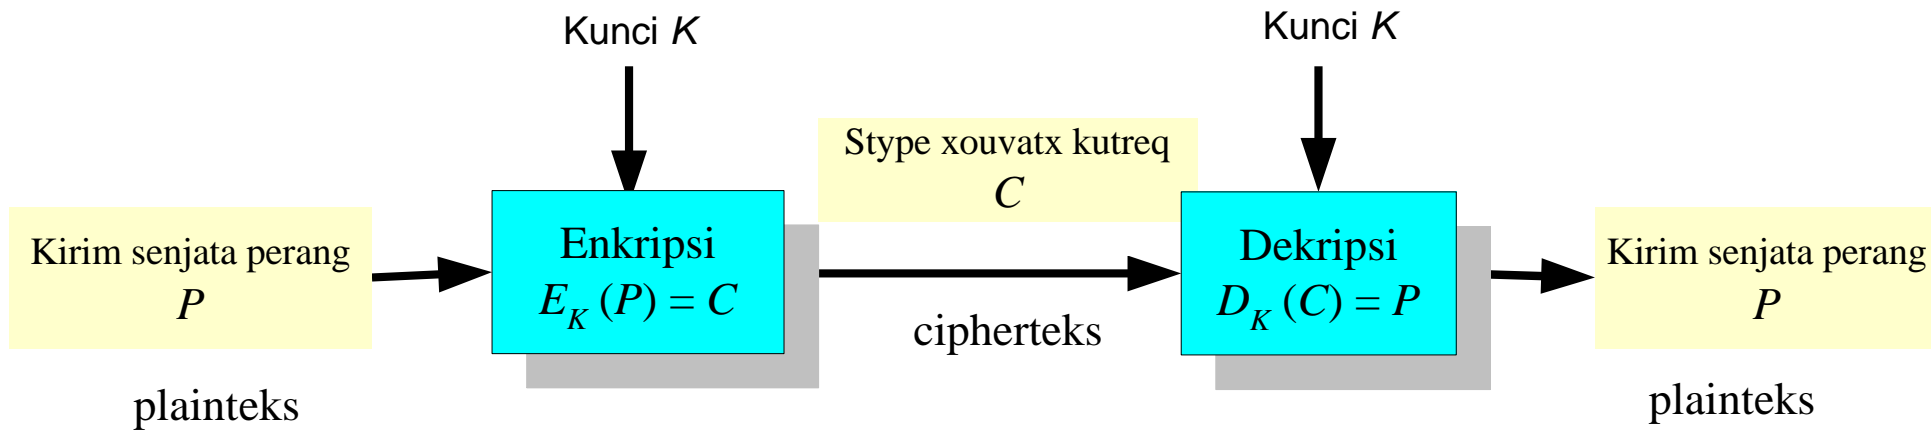 Kunci K
Kunci K
Stype xouvatx kutreq
C
Kirim senjata perang
P
Enkripsi
E_K (P) = C
Dekripsi
D_K (C) = P
Kirim senjata perang
P
cipherteks
plainteks
plainteks